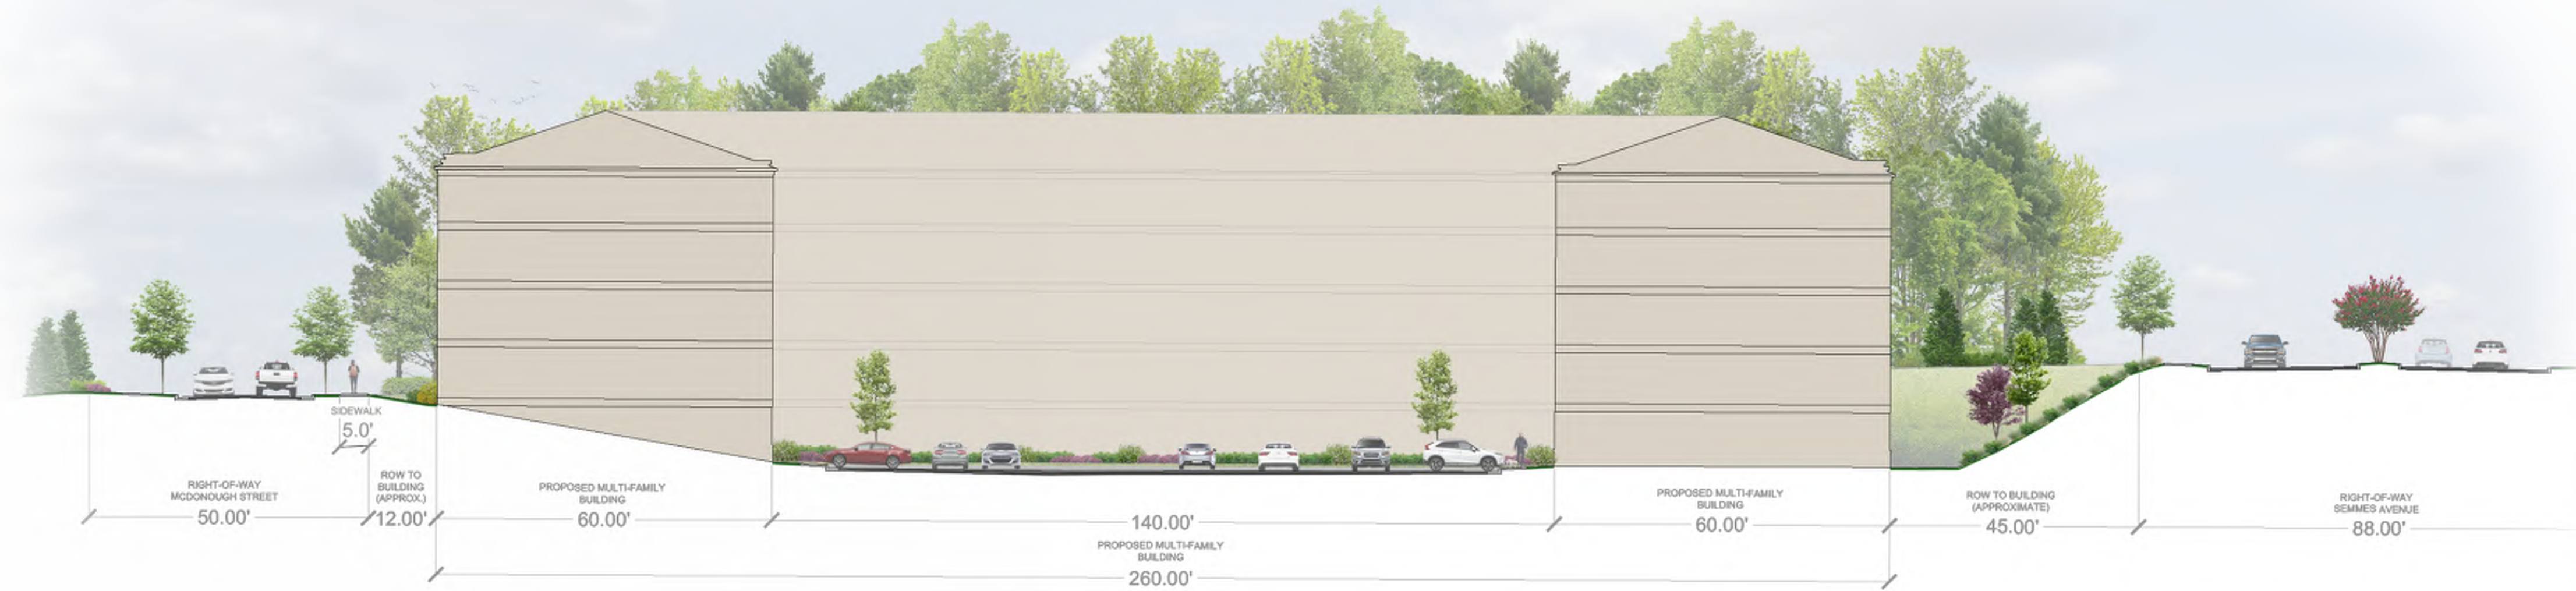 SIDEWALK
5.0'
RIGHT-OF-WAY
MCDONOUGH STREET
50.00'
ROW TO
BUILDING
(APPROX.)
12.00'
PROPOSED MULTI-FAMILY
BUILDING
60.00'
140.00'
PROPOSED MULTI-FAMILY
BUILDING
260.00'
PROPOSED MULTI-FAMILY
BUILDING
60.00'
ROW TO BUILDING
(APPROXIMATE)
45.00'
RIGHT-OF-WAY
SEMMES AVENUE
88.00'